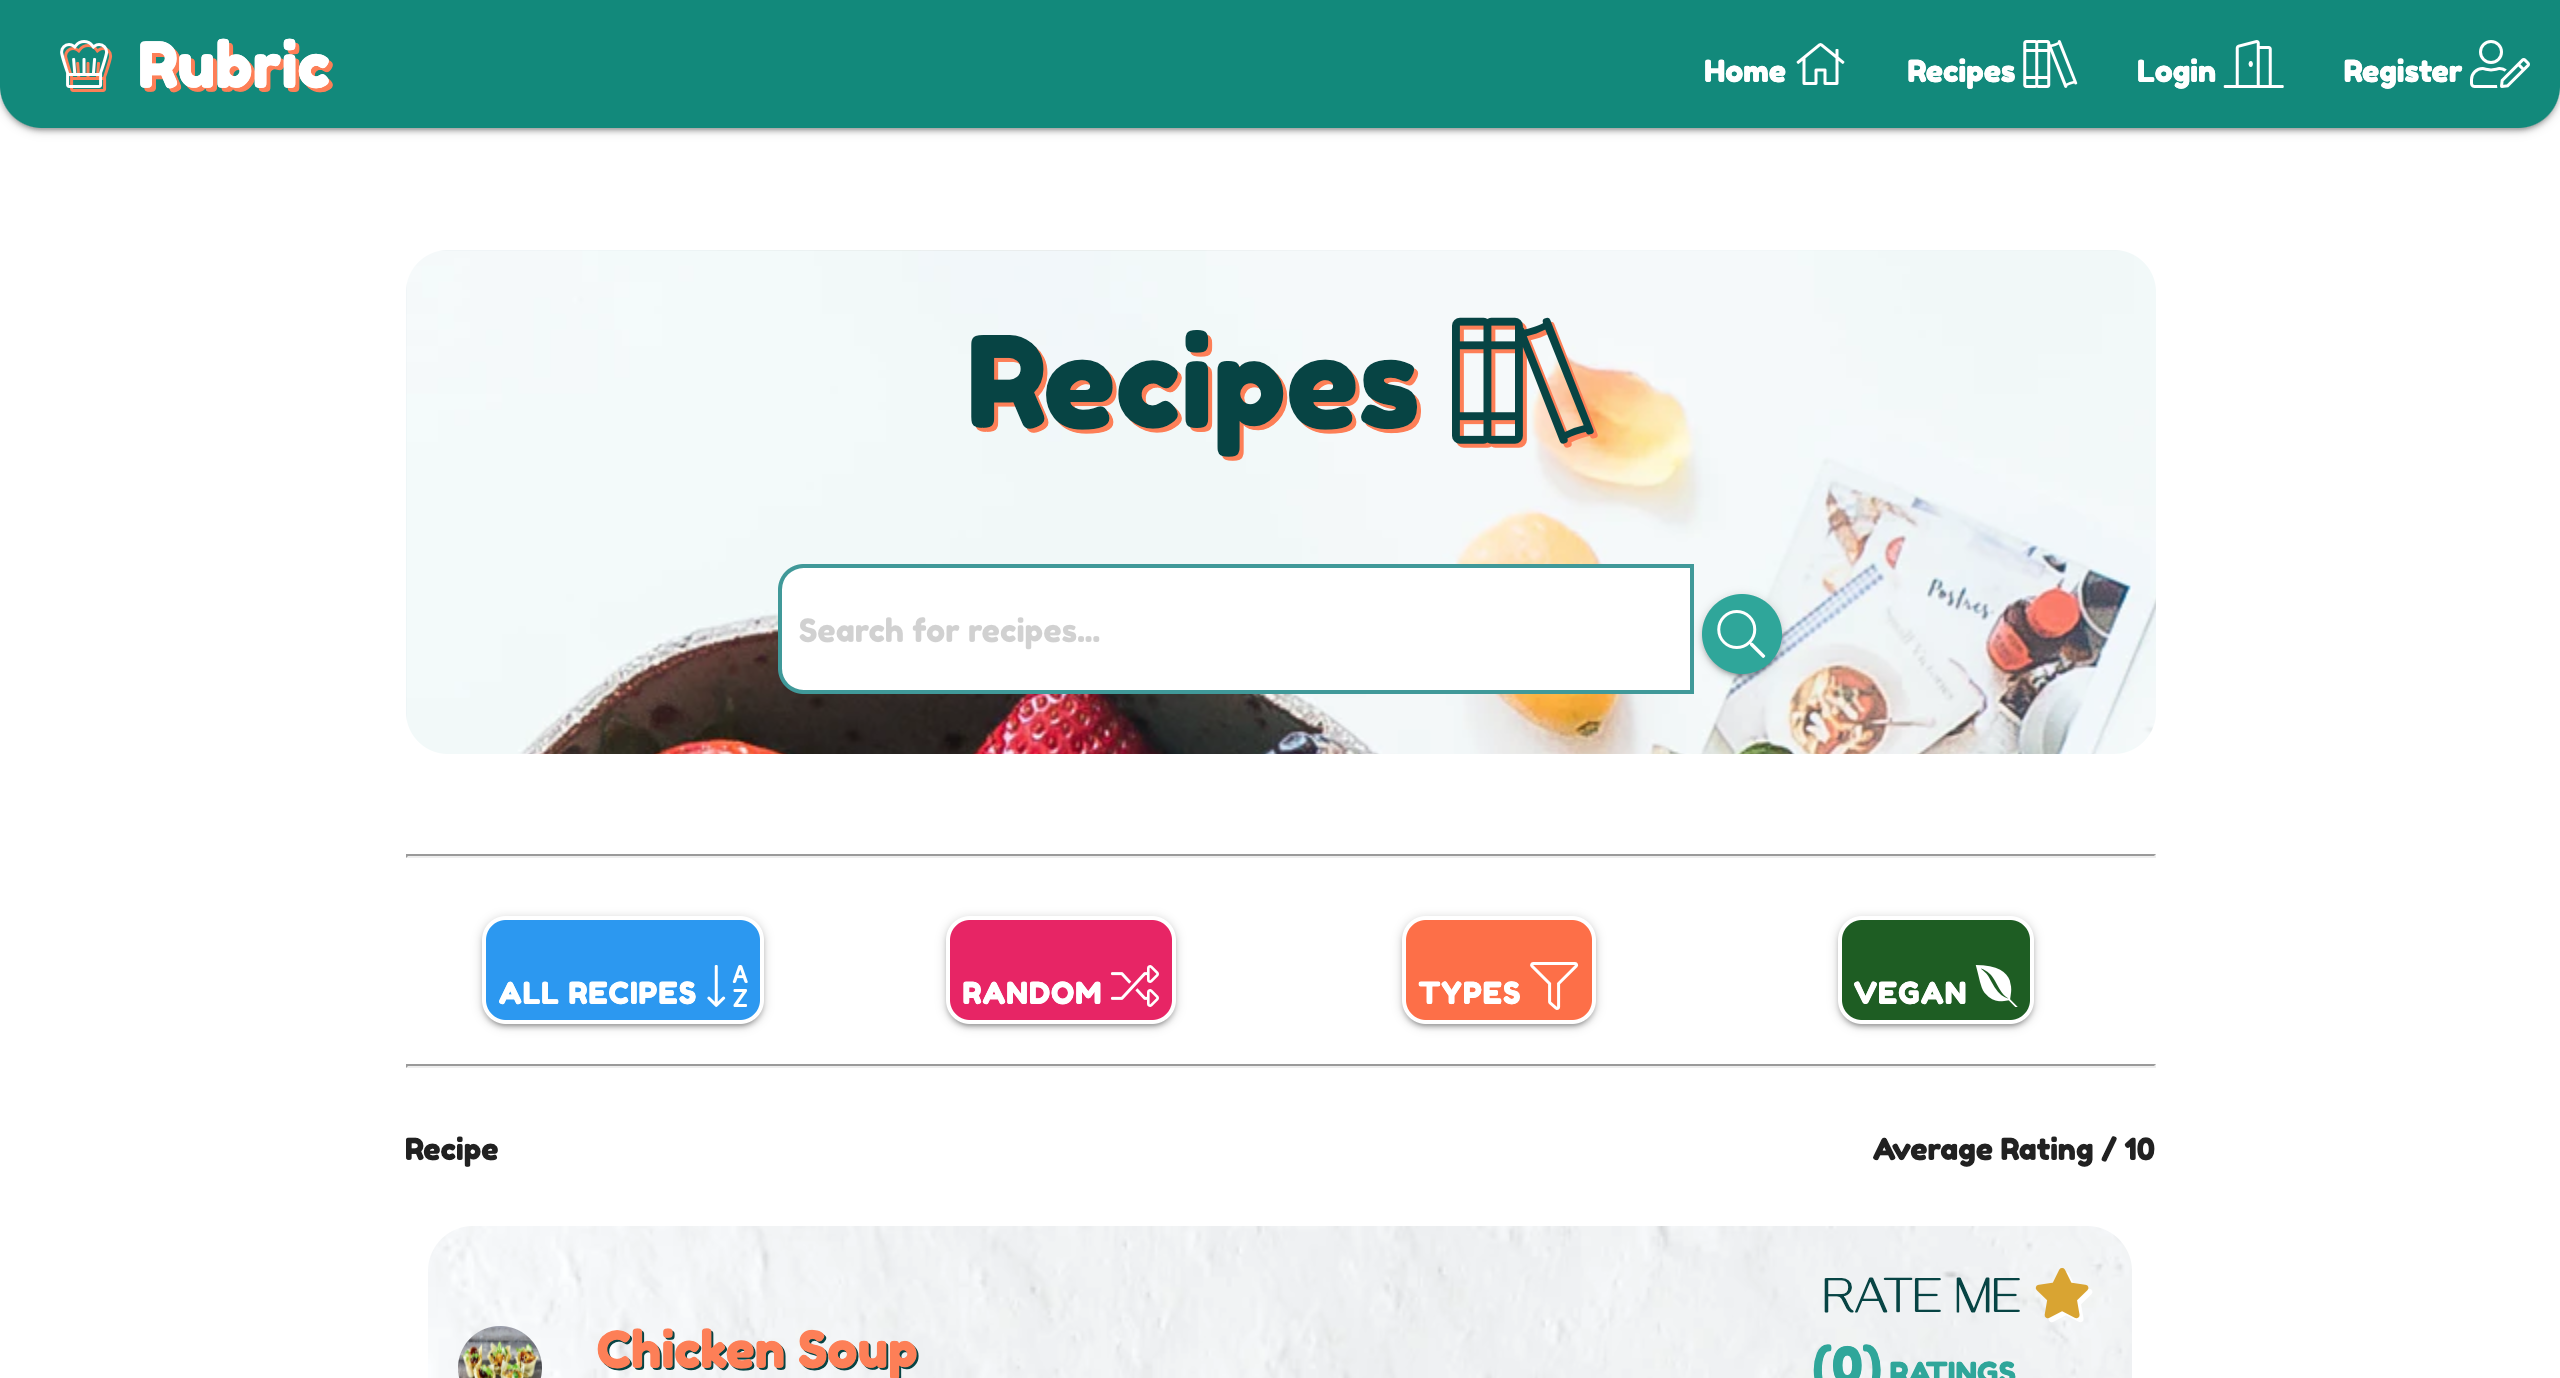 Rubric
Home
Recipes
Login
Register
Recipes
Search for recipes...
Postres
ALL RECIPES
A
Z
RANDOM
TYPES
VEGAN
Recipe
Average Rating / 10
RATE ME
Chicken Soup
(0) RATINGS